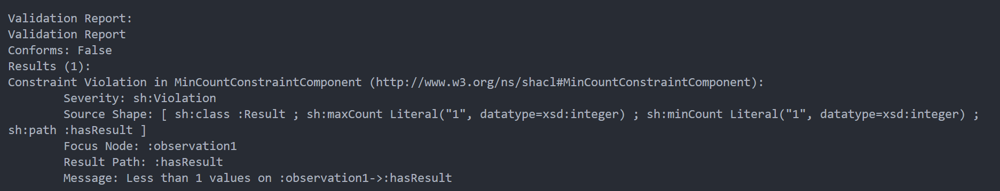 Validation Report:
Validation Report
Conforms: False
Results (1):
Constraint Violation in MinCountConstraintComponent (http://www.w3.org/ns/shacl#MinCountConstraintComponent):
Severity: sh:Violation
Source Shape: [ sh:class :Result ; sh:maxCount Literal("1", datatype=xsd:integer) ; sh:minCount Literal("1", datatype=xsd:integer) ;
sh:path :hasResult ]
Focus Node: :observation1
Result Path: :hasResult
Message: Less than 1 values on :observation1->:hasResult